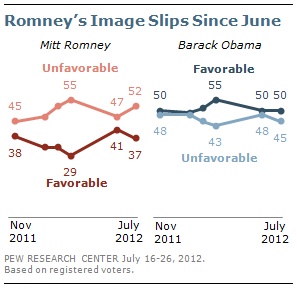 Romney's Image Slips Since June
Mitt Romney
Barack Obama
Unfavorable
45
55
47
52
38
29
41
37
Favorable
Nov
2011
July
2012
Favorable
50
55
50
50
48
43
48
45
Unfavorable
Nov
2011
July
2012
PEW RESEARCH CENTER July 16-26, 2012.
Based on registered voters.